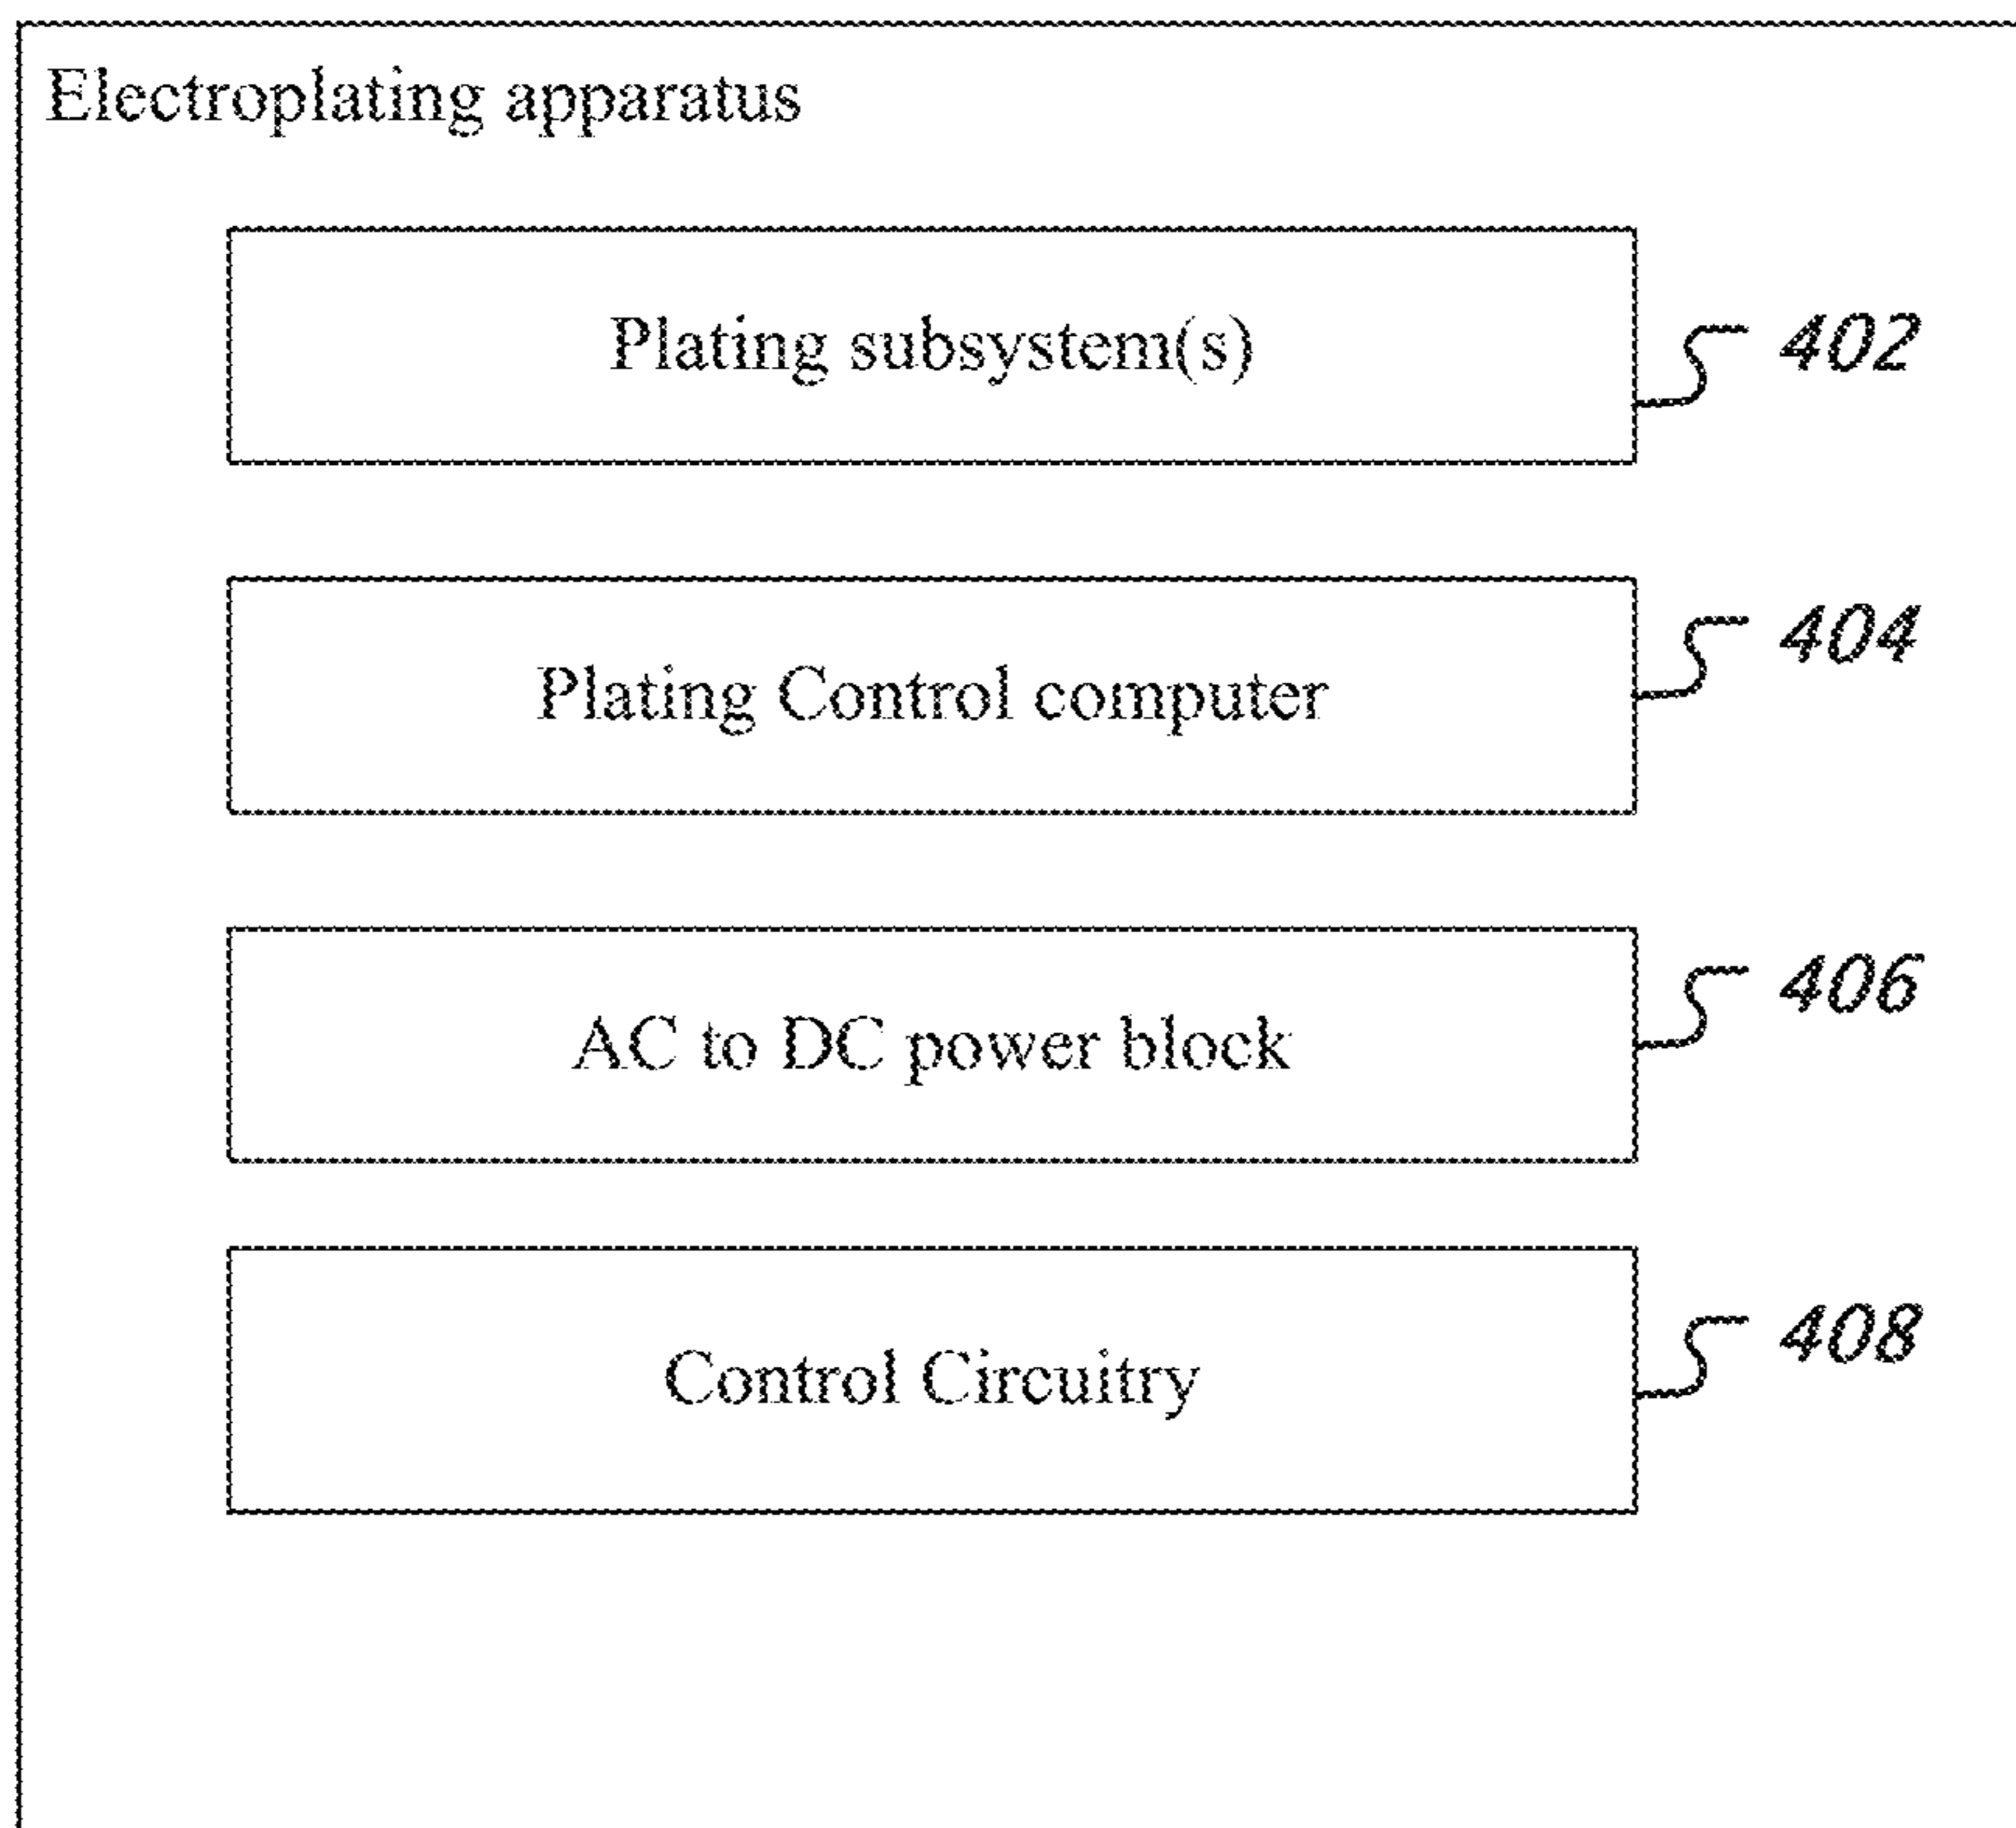 Electroplating apparatus
Plating subsystem(s)
402
Plating Control computer
404
AC to DC power block
406
Control Circuitry
408